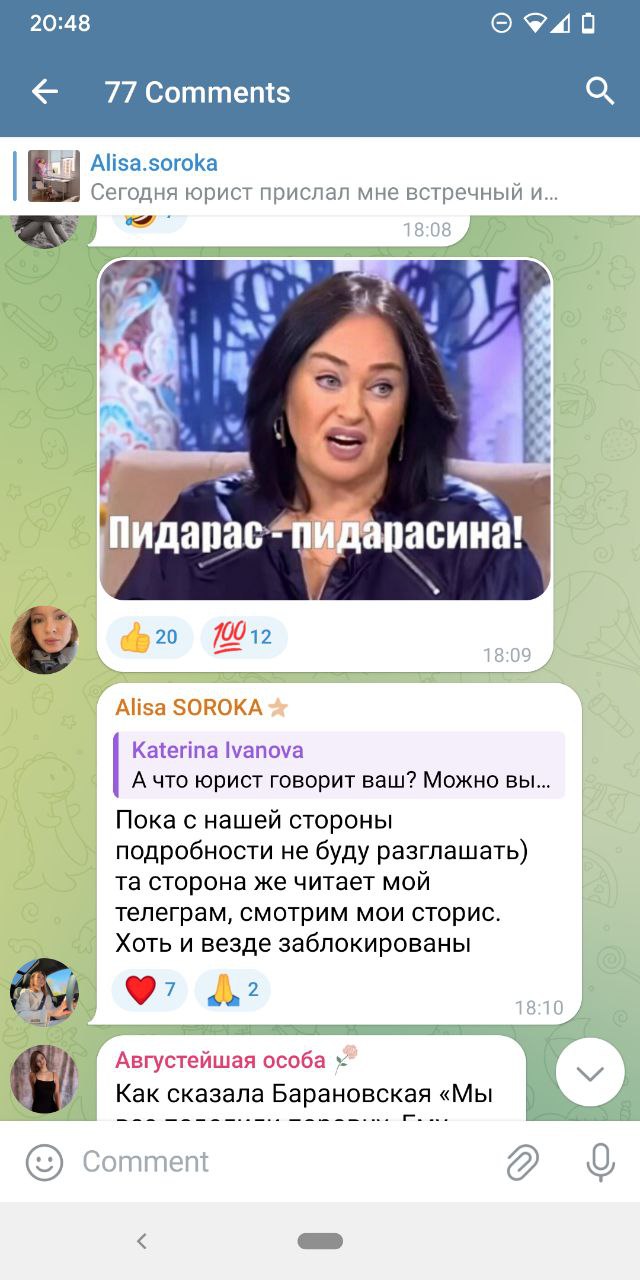 20:48
77 Comments
Alisa.soroka
Сегодня юрист прислал мне встречный и...
18:08
Пидарас - пидарасина!
20
100 12
18:09
Alisa SOROKA
Katerina Ivanova
А что юрист говорит ваш? Можно вы...
Пока с нашей стороны
подробности не буду разглашать)
та сторона же читает мой
телеграм, смотрим мои сторис.
Хоть и везде заблокированы
7
2
18:10
Августейшая особа
Как сказала Барановская «Мы
Comment